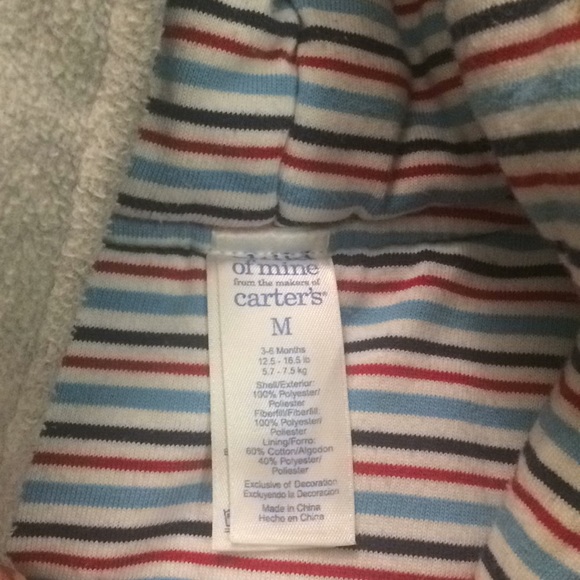 of mine
from the makers of
carter's®
M
3-6 Months
12.5 - 16.5 lb
5.7 - 7.5 kg
Shell/Exterior:
100% Polyester/
Poliester
Fiberfill/Fiberfill:
100% Polyester/
Poliester
Lining/Forro:
60% Cotton/Algodon
40% Polyester/
Poliester
Exclusive of Decoration
Excluyendo la Decoracion
Made in China
Hecho en China